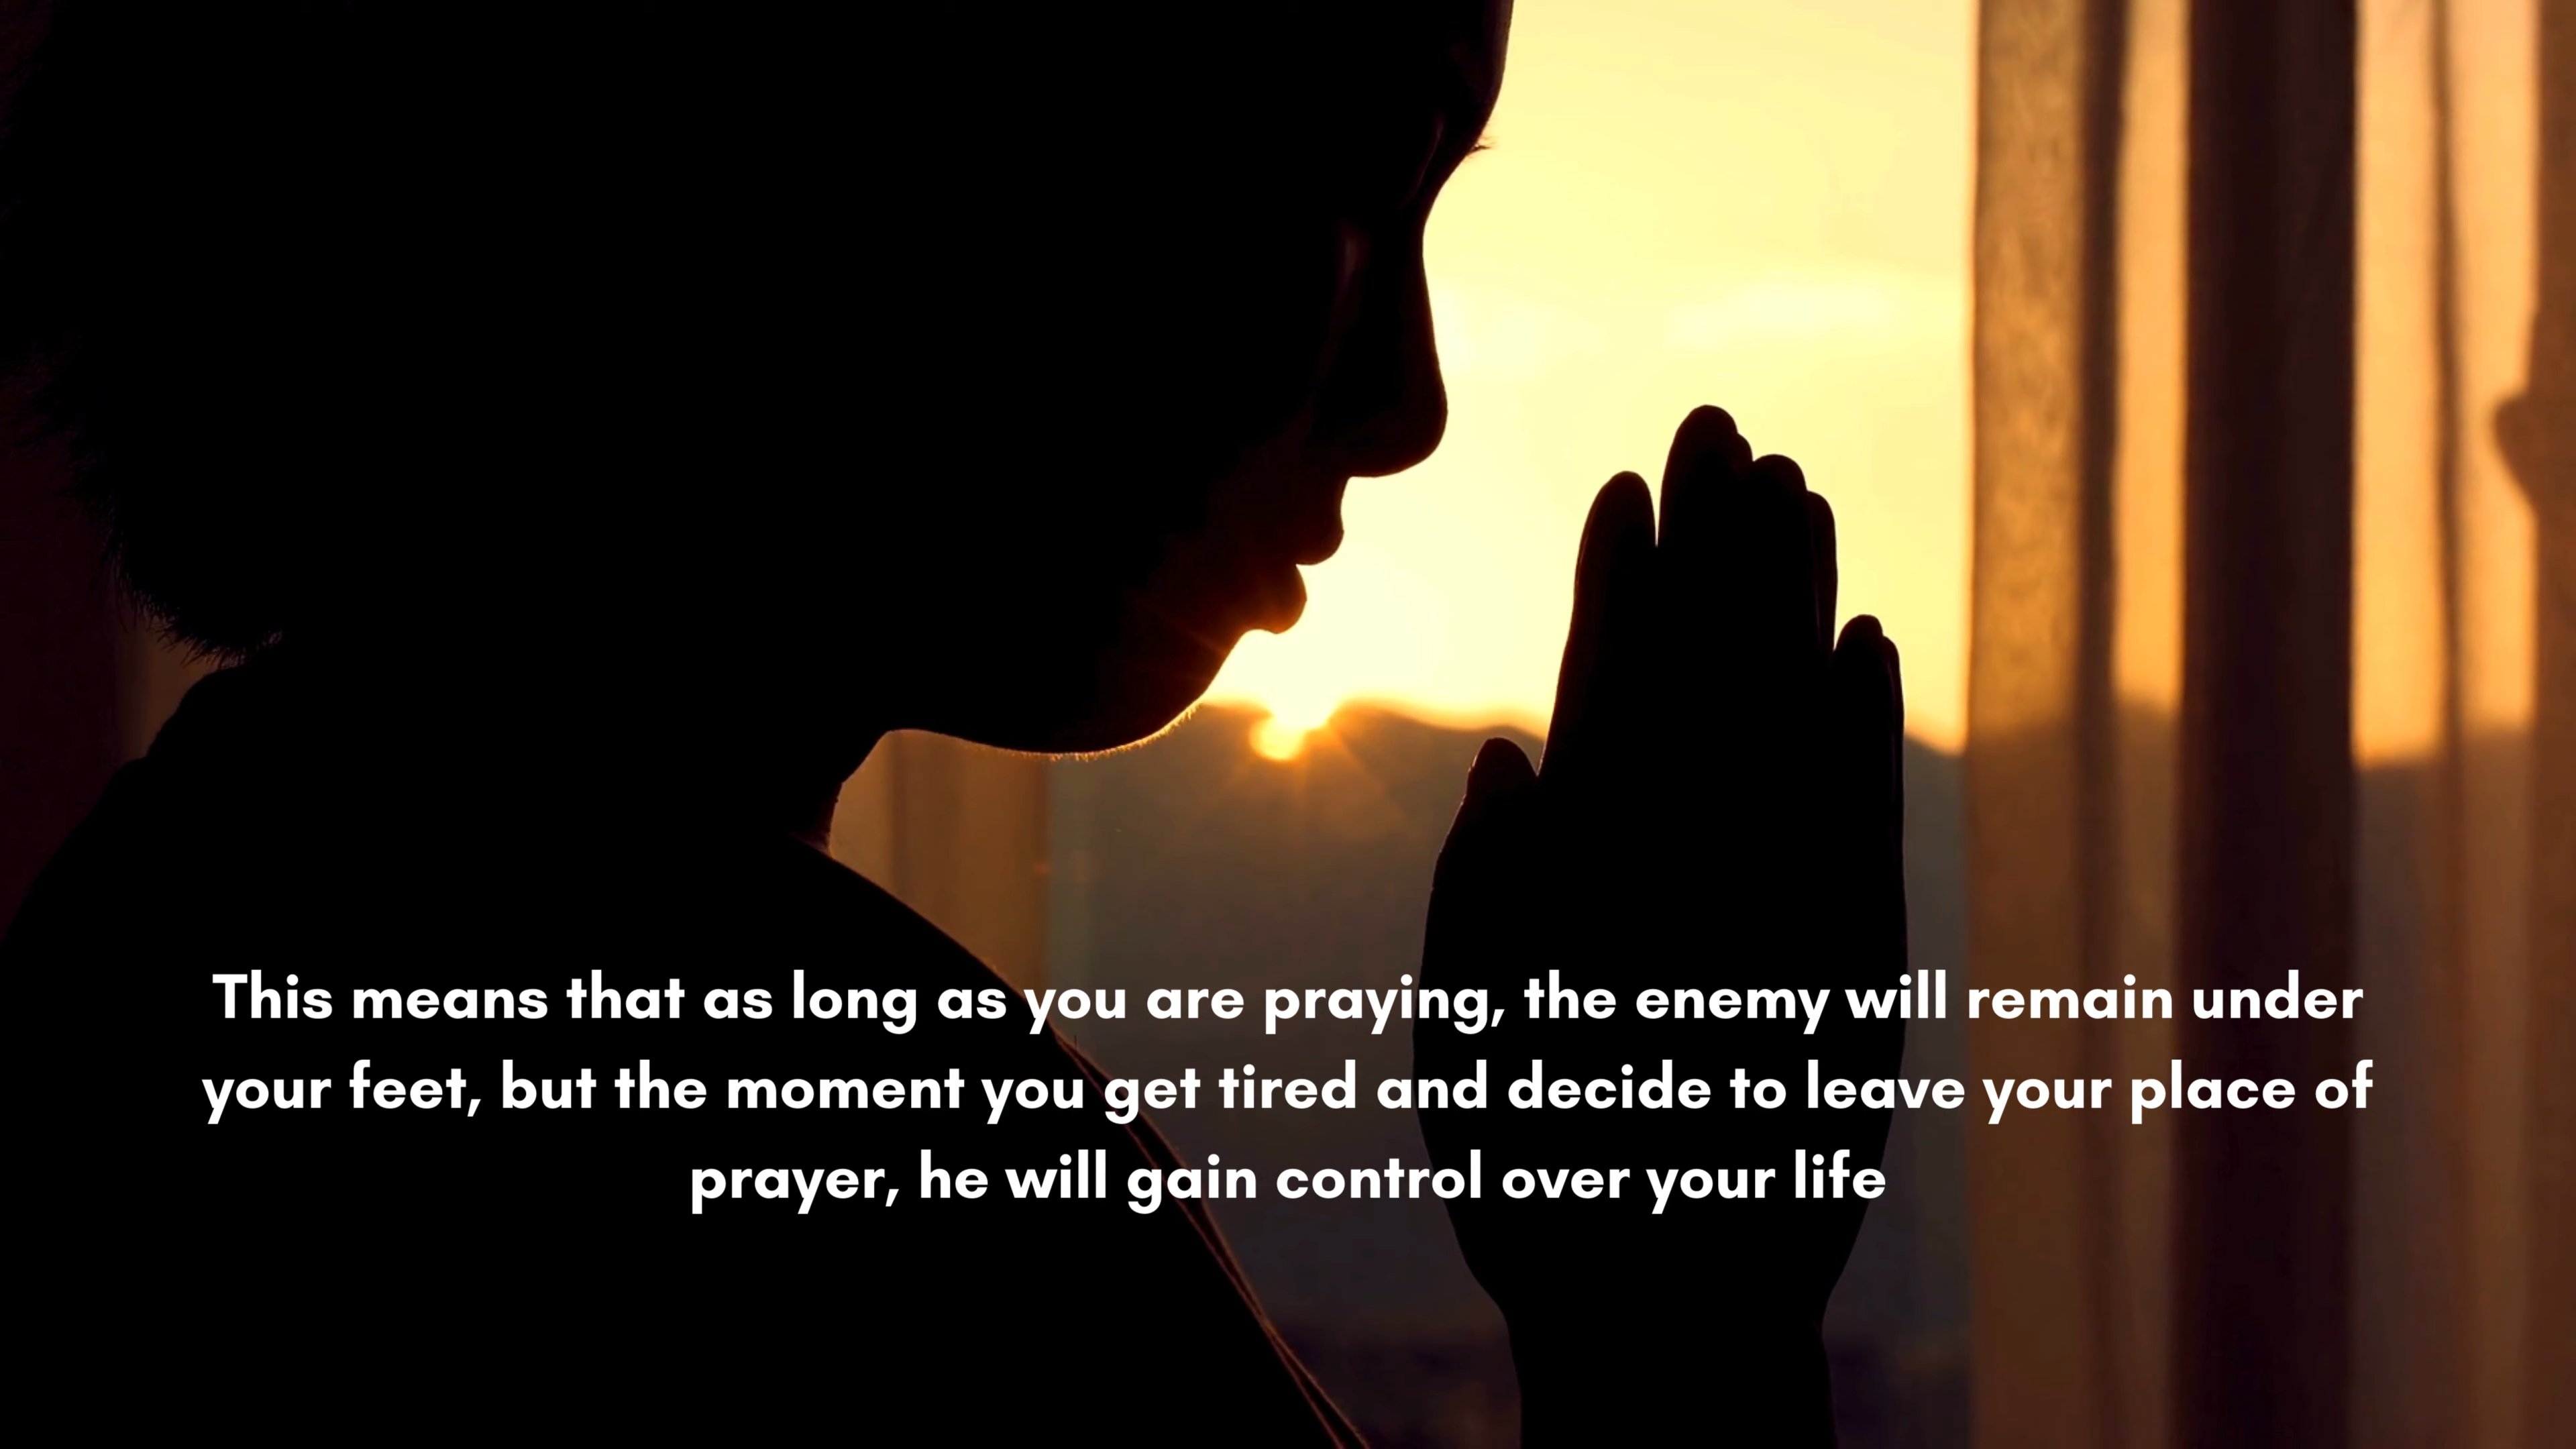 This means that as long as you are praying, the enemy will remain under
your feet, but the moment you get tired and decide to leave your place of
prayer, he will gain control over your life